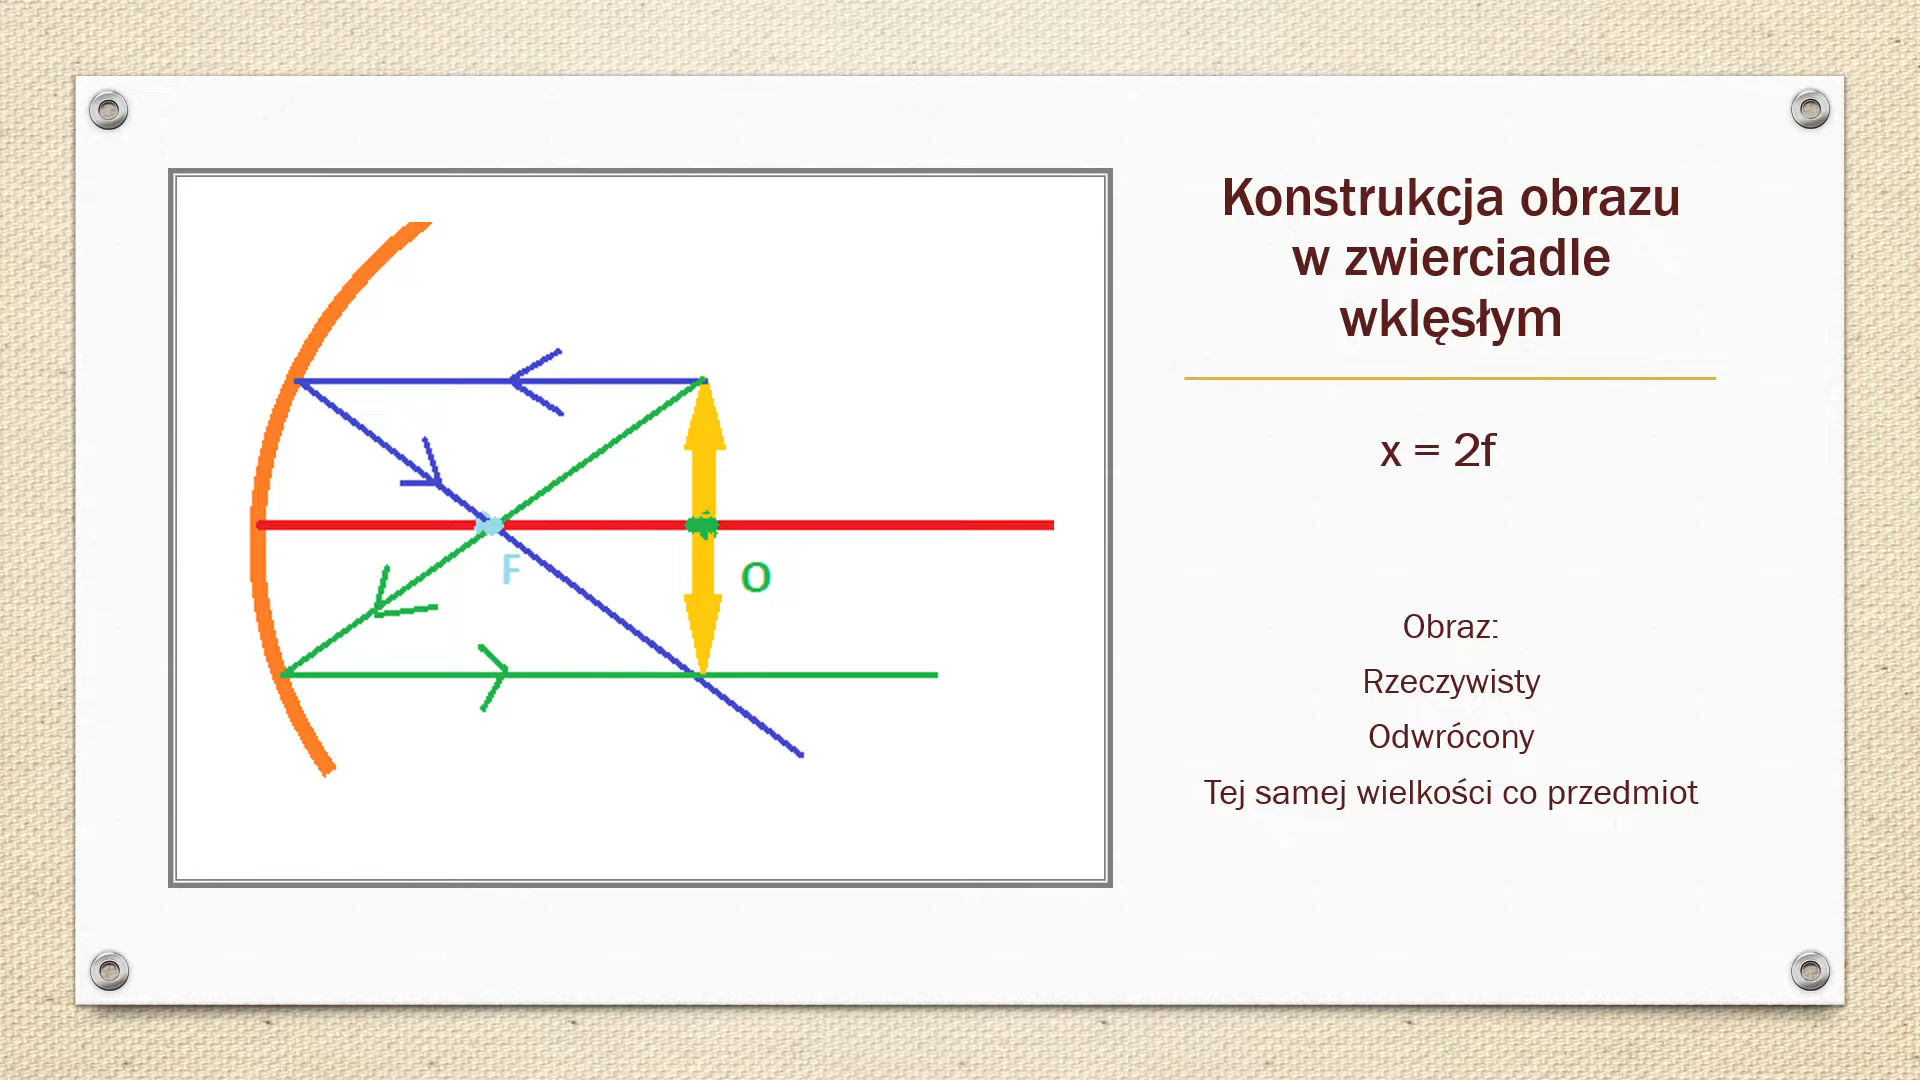 Konstrukcja obrazu
w zwierciadle
wklęsłym
x = 2f
F
O
Obraz:
Rzeczywisty
Odwrócony
Tej samej wielkości co przedmiot